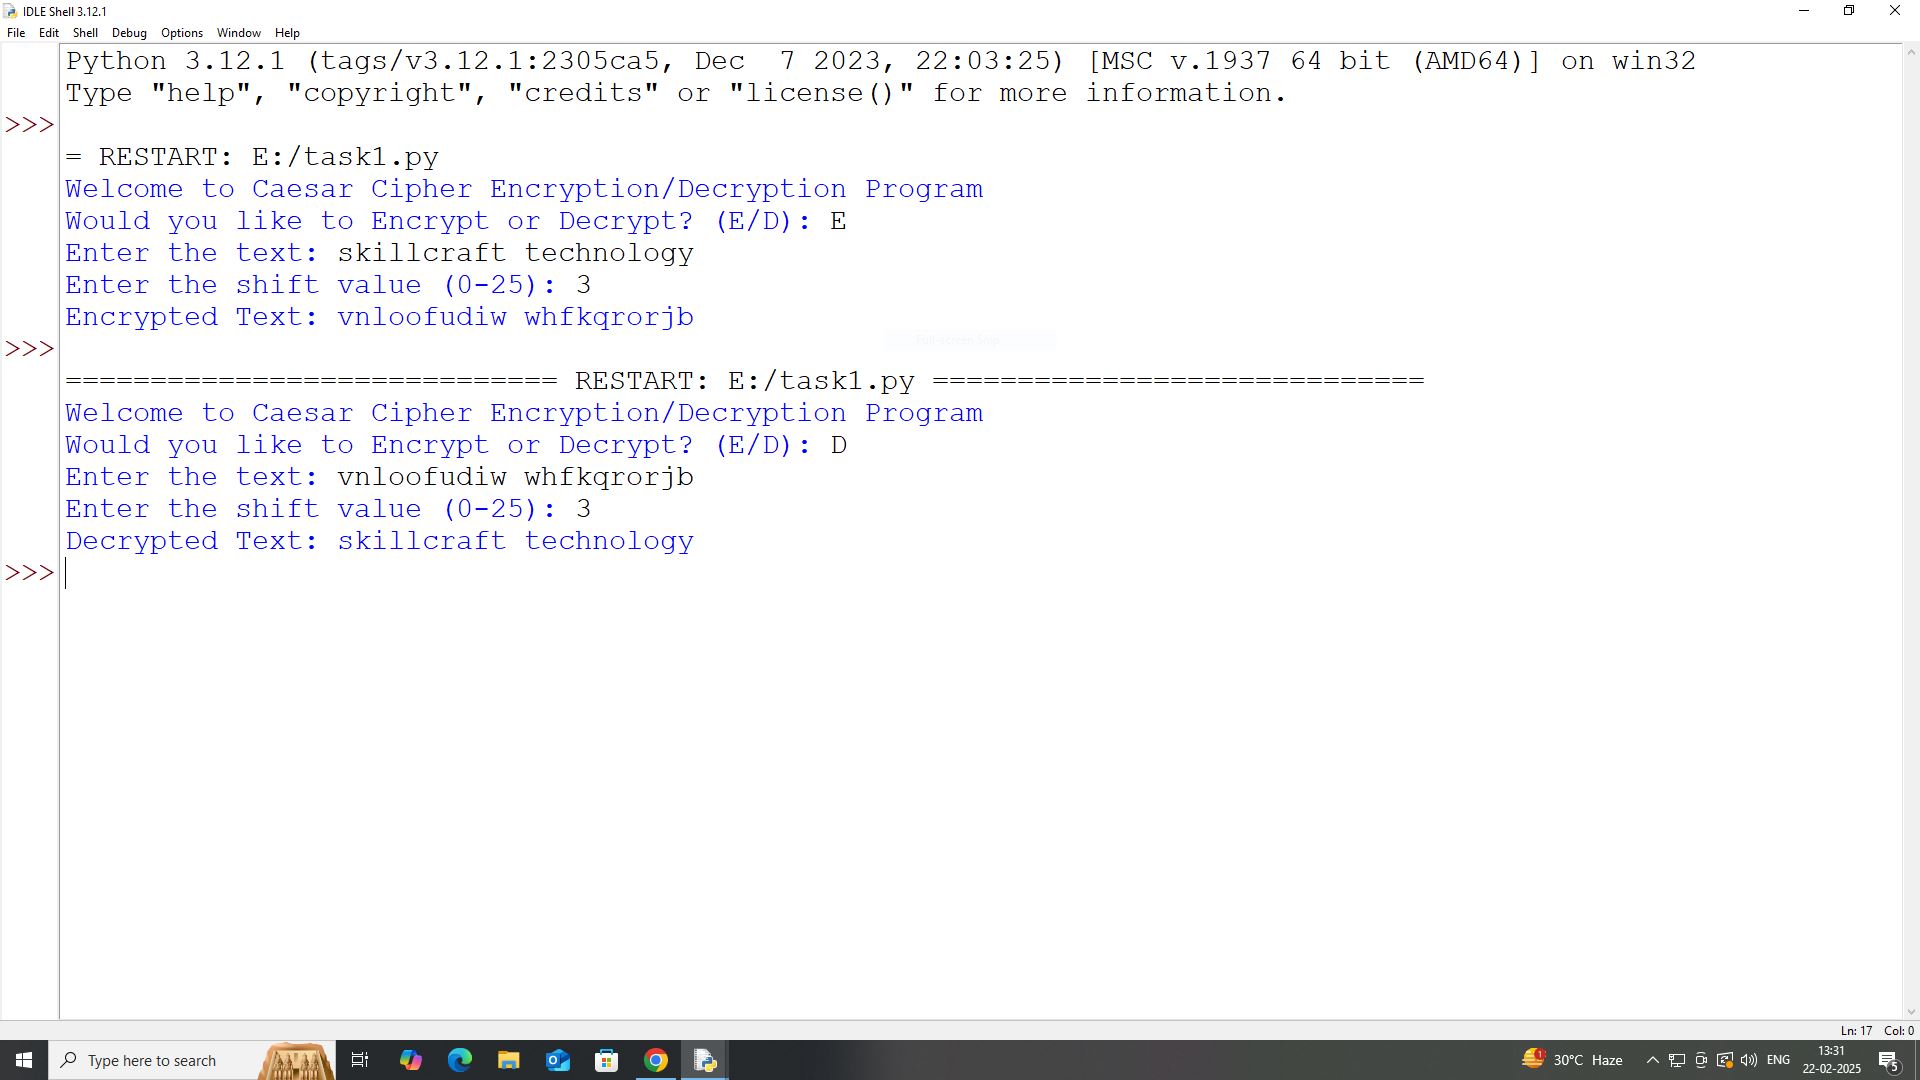 IDLE Shell 3.12.1
File Edit Shell Debug Options Window Help
Python 3.12.1 (tags/v3.12.1:2305ca5, Dec  7 2023, 22:03:25) [MSC v.1937 64 bit (AMD64)] on win32
Type "help", "copyright", "credits" or "license()" for more information.
>>>
= RESTART: E:/task1.py
Welcome to Caesar Cipher Encryption/Decryption Program
Would you like to Encrypt or Decrypt? (E/D): E
Enter the text: skillcraft technology
Enter the shift value (0-25): 3
Encrypted Text: vnloofudiw whfkqrorjb
Full-screen Snip
>>>
============================= RESTART: E:/task1.py =============================
Welcome to Caesar Cipher Encryption/Decryption Program
Would you like to Encrypt or Decrypt? (E/D): D
Enter the text: vnloofudiw whfkqrorjb
Enter the shift value (0-25): 3
Decrypted Text: skillcraft technology
>>>
Ln: 17 Col: 0
Type here to search
1
30°C Haze
ENG
13:31
22-02-2025
5